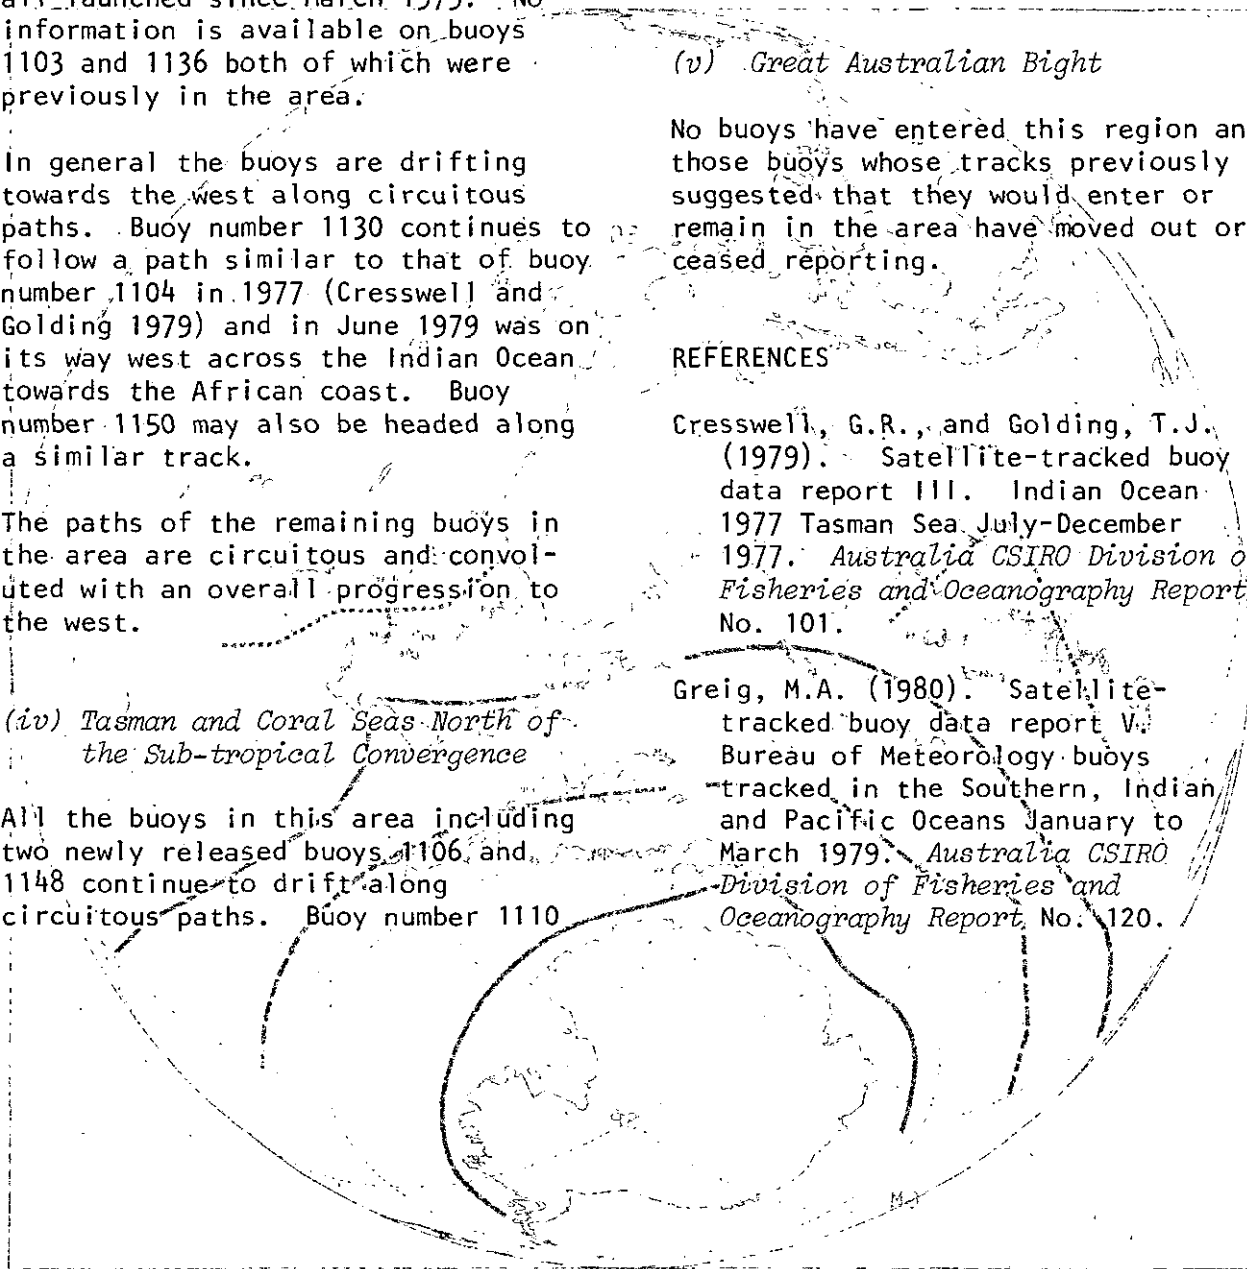 launched since March 1979. No
information is available on buoys
1103 and 1136 both of which were
previously in the area.
In general the buoys are drifting
towards the west along circuitous
paths. Buoy number 1130 continues to
follow a path similar to that of buoy
number 1104 in 1977 (Cresswell and
Golding 1979) and in June 1979 was on
its way west across the Indian Ocean
towards the African coast. Buoy
number 1150 may also be headed along
a similar track.
The paths of the remaining buoys in
the area are circuitous and convol-
uted with an overall progression to
the west.
(iv) Tasman and Coral Seas North of
the Sub-tropical Convergence
All the buoys in this area including
two newly released buoys 1106 and
1148 continue to drift along
circuitous paths. Buoy number 1110
(v) Great Australian Bight
No buoys have entered this region an
those buoys whose tracks previously
suggested that they would enter or
remain in the area have moved out or
ceased reporting.
REFERENCES
Cresswell, G.R., and Golding, T.J.
(1979). Satellite-tracked buoy
data report III. Indian Ocean
1977 Tasman Sea July-December
1977. Australia CSIRO Division o
Fisheries and Oceanography Report
No. 101.
Greig, M.A. (1980). Satellite-
tracked buoy data report V.
Bureau of Meteorology buoys
tracked in the Southern, Indian
and Pacific Oceans January to
March 1979. Australia CSIRO
Division of Fisheries and
Oceanography Report No. 120.